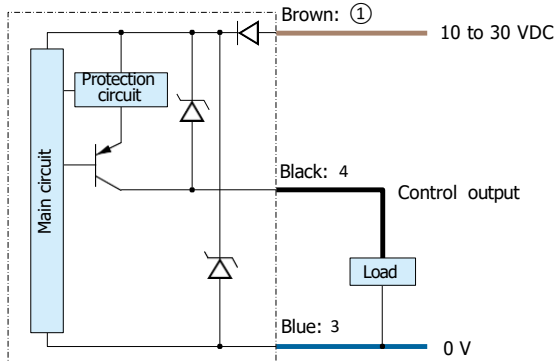 Brown: ①
10 to 30 VDC
Protection
circuit
Main circuit
Black: 4
Control output
Load
Blue: 3
0 V